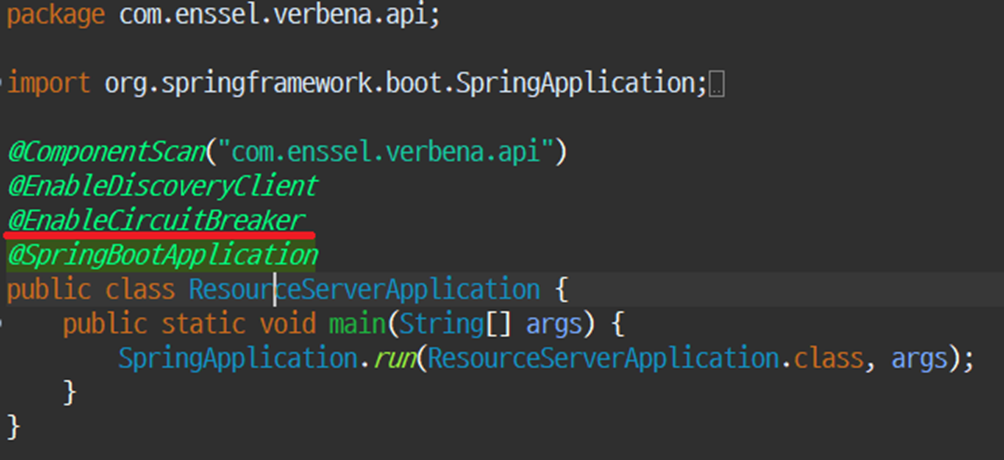 package com.enssel.verbena.api;
import org.springframework.boot.SpringApplication;
@ComponentScan("com.enssel.verbena.api")
@EnableDiscoveryClient
@EnableCircuitBreaker
@SpringBootApplication
public class ResourceServerApplication {
public static void main(String[] args) {
SpringApplication.run(ResourceServerApplication.class, args);
}
}